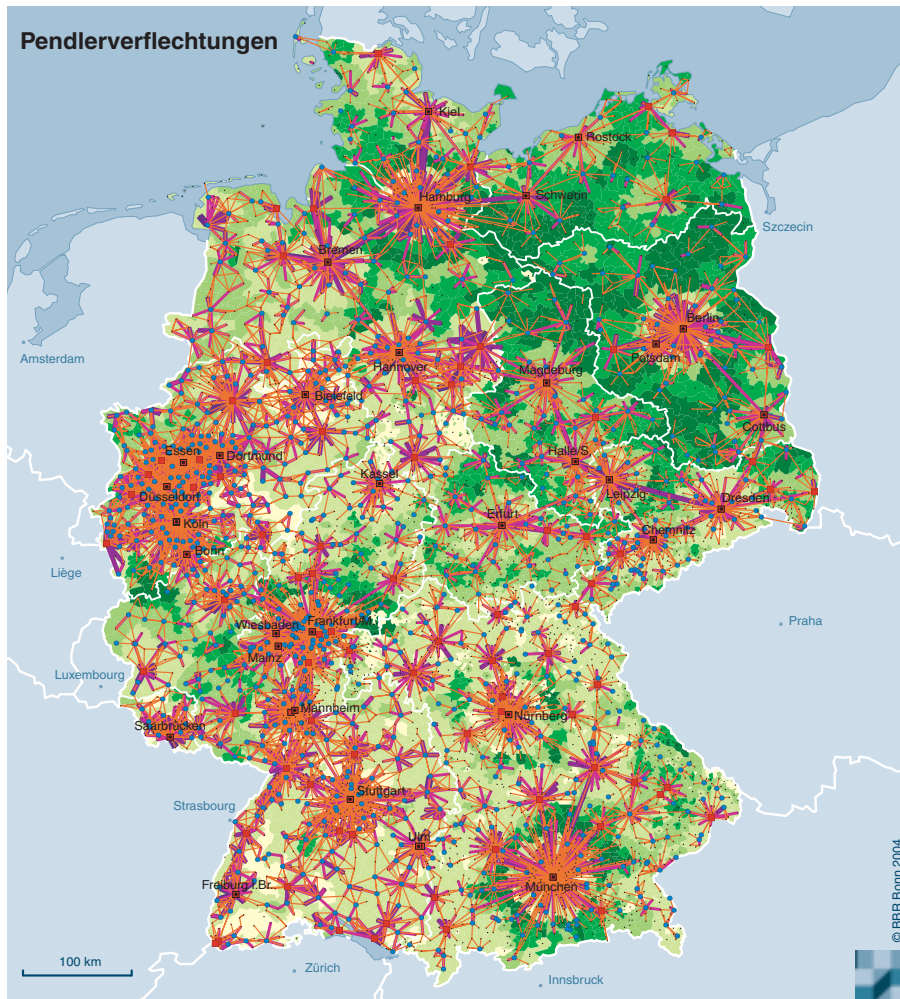 Pendlerverflechtungen
Kiel
Rostock
Hamburg
Schwerin
Szczecin
Bremen
Berlin
Amsterdam
Potsdam
Hannover
Magdeburg
Bielefeld
Cottbus
Essen
Dortmund
Halle/S.
Kassel
Leipzig
Düsseldorf
Dresden
Erfurt
Köln
Chemnitz
Bonn
Liège
Wiesbaden
Frankfurt/M.
Praha
Mainz
Luxembourg
Mannheim
Nürnberg
Saarbrücken
Stuttgart
Strasbourg
Ulm
Freiburg i.Br.
München
© BBR Bonn 2004
100 km
Zürich
Innsbruck